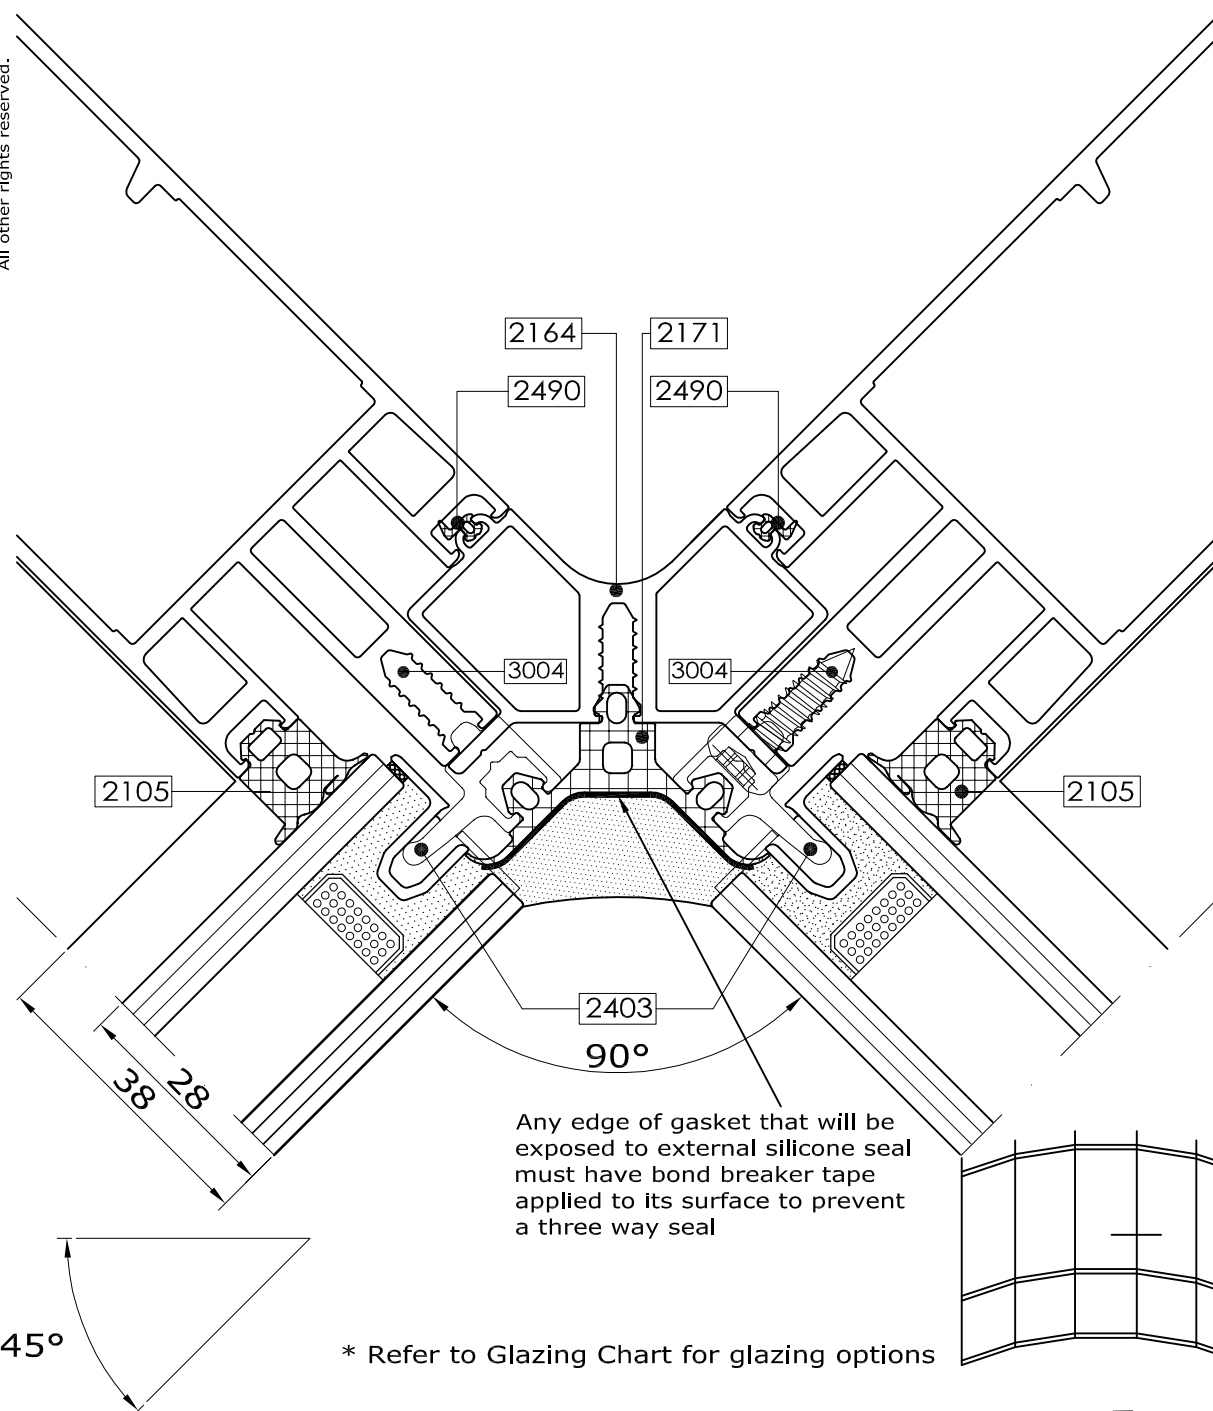 All other rights reserved.
2164
2171
2490
2490
3004
3004
2105
2105
2403
90°
38
28
Any edge of gasket that will be
exposed to external silicone seal
must have bond breaker tape
applied to its surface to prevent
a three way seal
45°
* Refer to Glazing Chart for glazing options